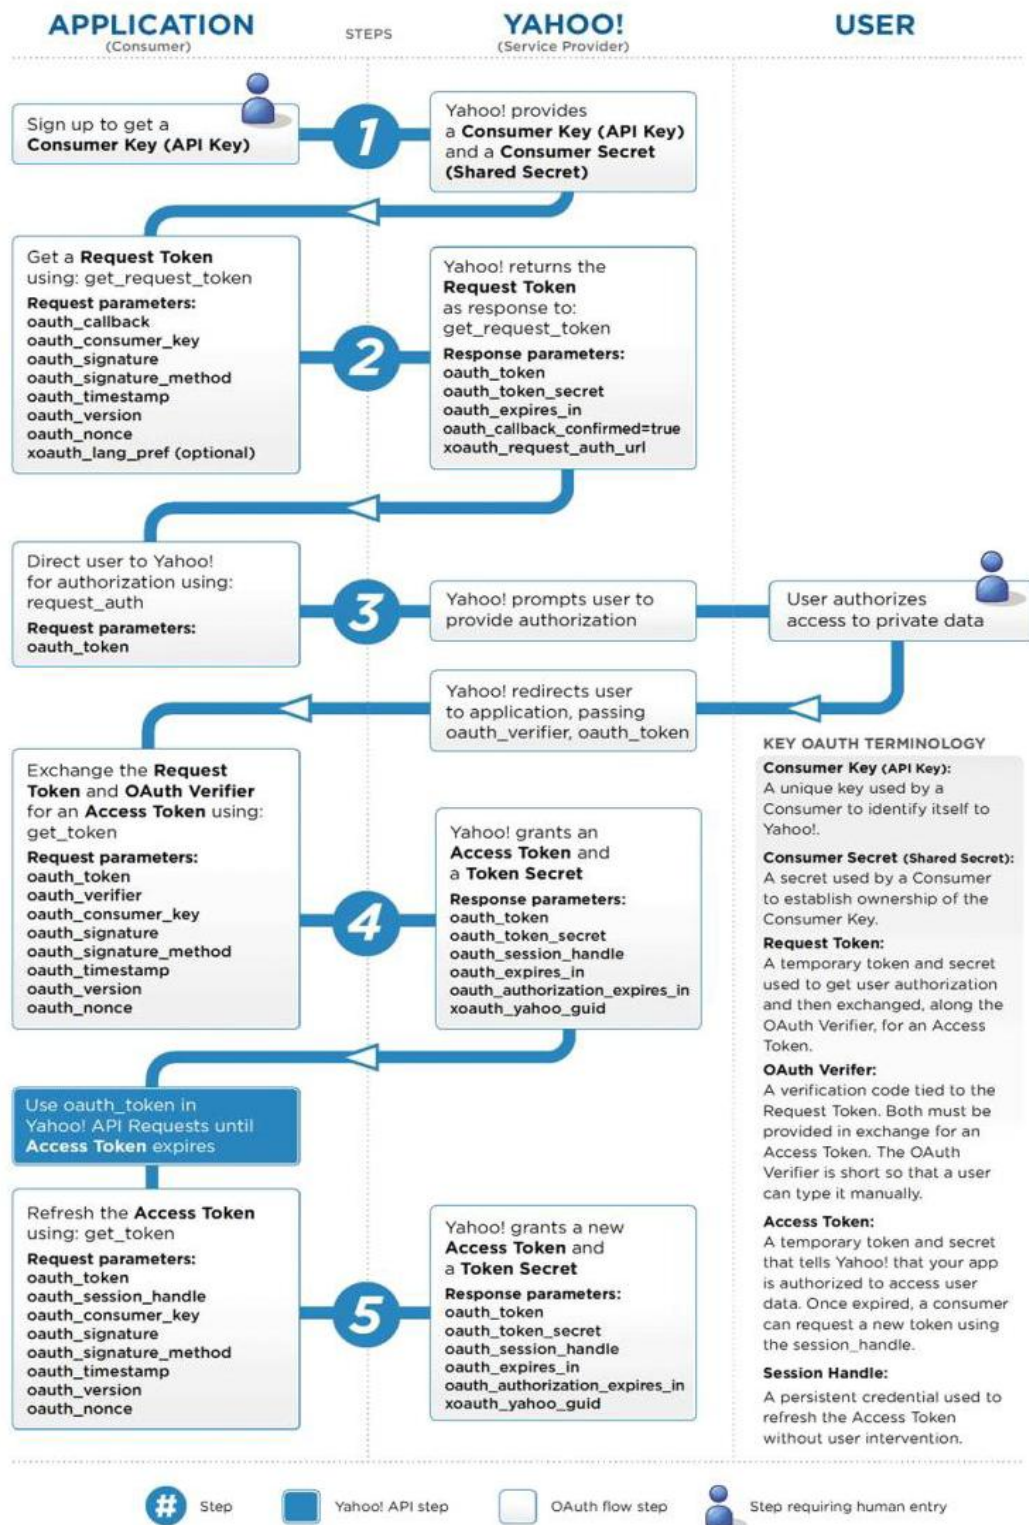 APPLICATION
(Consumer)
STEPS
YAHOO!
(Service Provider)
USER
Sign up to get a
Consumer Key (API Key)
1
Yahoo! provides
a Consumer Key (API Key)
and a Consumer Secret
(Shared Secret)
Get a Request Token
using: get_request_token
Request parameters:
oauth_callback
oauth_consumer_key
oauth_signature
oauth_signature_method
oauth_timestamp
oauth_version
oauth_nonce
xoauth_lang_pref (optional)
2
Yahoo! returns the
Request Token
as response to:
get_request_token
Response parameters:
oauth_token
oauth_token_secret
oauth_expires_in
oauth_callback_confirmed=true
xoauth_request_auth_url
Direct user to Yahoo!
for authorization using:
request_auth
Request parameters:
oauth_token
3
Yahoo! prompts user to
provide authorization
User authorizes
access to private data
Yahoo! redirects user
to application, passing
oauth_verifier, oauth_token
Exchange the Request
Token and OAuth Verifier
for an Access Token using:
get_token
Request parameters:
oauth_token
oauth_verifier
oauth_consumer_key
oauth_signature
oauth_signature_method
oauth_timestamp
oauth_version
oauth_nonce
4
Yahoo! grants an
Access Token and
a Token Secret
Response parameters:
oauth_token
oauth_token_secret
oauth_session_handle
oauth_expires_in
oauth_authorization_expires_in
xoauth_yahoo_guid
Use oauth_token in
Yahoo! API Requests until
Access Token expires
Refresh the Access Token
using: get_token
Request parameters:
oauth_token
oauth_session_handle
oauth_consumer_key
oauth_signature
oauth_signature_method
oauth_timestamp
oauth_version
oauth_nonce
5
Yahoo! grants a new
Access Token and
a Token Secret
Response parameters:
oauth_token
oauth_token_secret
oauth_session_handle
oauth_expires_in
oauth_authorization_expires_in
xoauth_yahoo_guid
KEY OAUTH TERMINOLOGY
Consumer Key (API Key):
A unique key used by a
Consumer to identify itself to
Yahoo!.
Consumer Secret (Shared Secret):
A secret used by a Consumer
to establish ownership of the
Consumer Key.
Request Token:
A temporary token and secret
used to get user authorization
and then exchanged, along the
OAuth Verifier, for an Access
Token.
OAuth Verifer:
A verification code tied to the
Request Token. Both must be
provided in exchange for an
Access Token. The OAuth
Verifier is short so that a user
can type it manually.
Access Token:
A temporary token and secret
that tells Yahoo! that your app
is authorized to access user
data. Once expired, a consumer
can request a new token using
the session_handle.
Session Handle:
A persistent credential used to
refresh the Access Token
without user intervention.
# Step
Yahoo! API step
OAuth flow step
Step requiring human entry